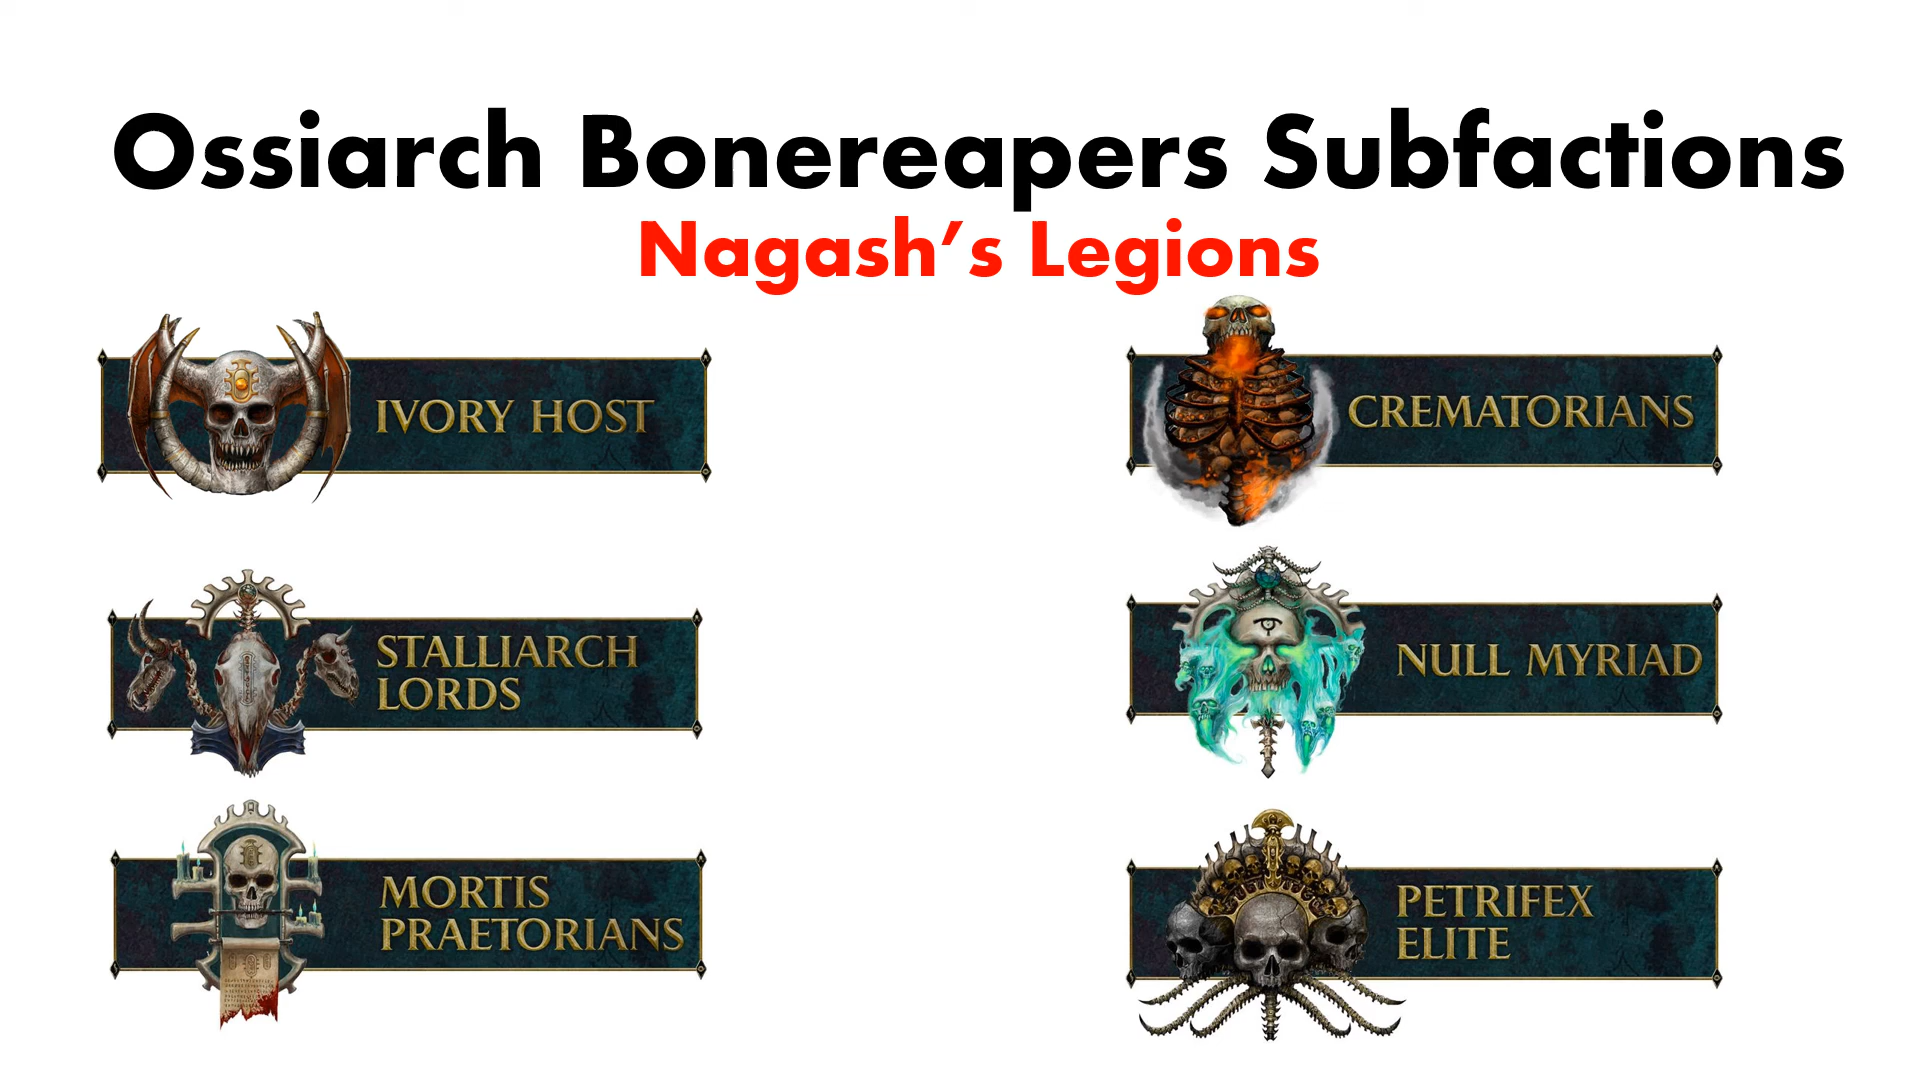 Ossiarch Bonereapers Subfactions
Nagash’s Legions
IVORY HOST
CREMATORIANS
STALLIARCH
LORDS
NULL MYRIAD
MORTIS
PRAETORIANS
PETRIFEX
ELITE